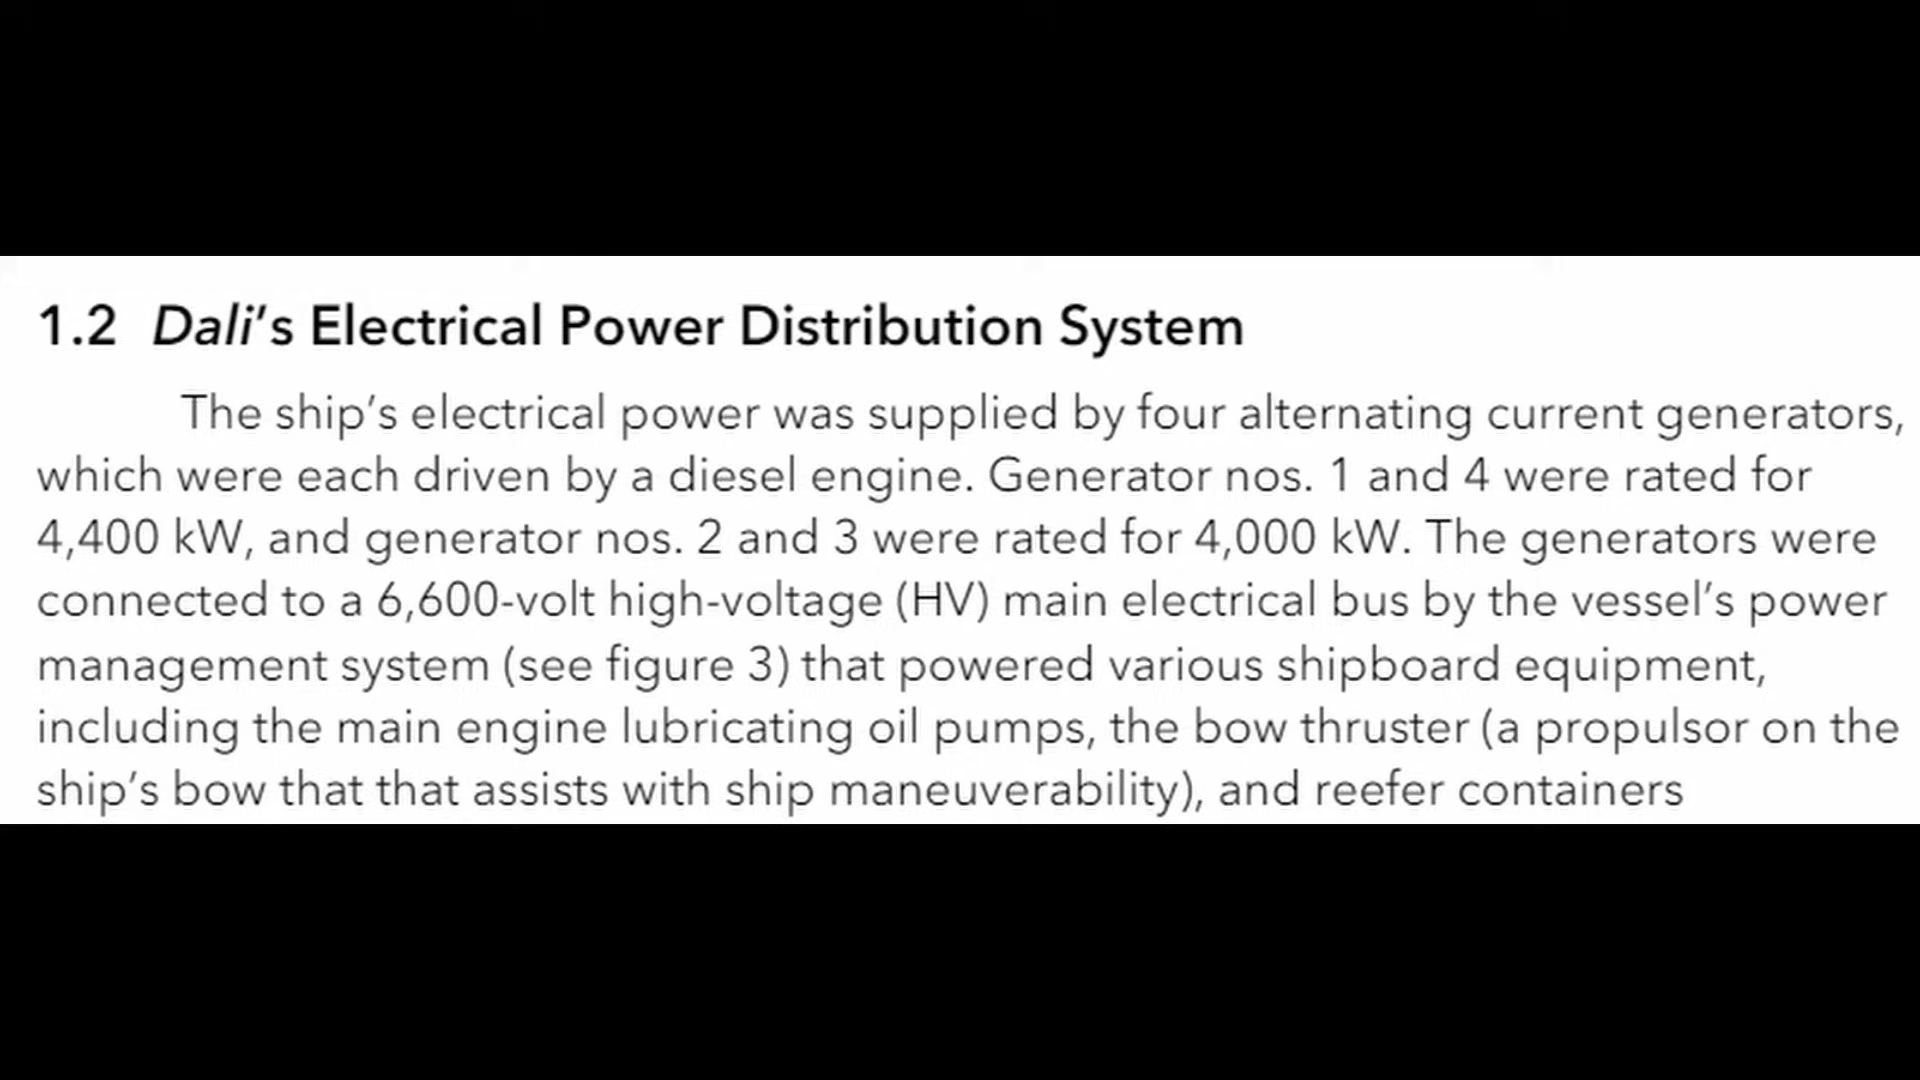 1.2 Dali's Electrical Power Distribution System
The ship's electrical power was supplied by four alternating current generators,
which were each driven by a diesel engine. Generator nos. 1 and 4 were rated for
4,400 kW, and generator nos. 2 and 3 were rated for 4,000 kW. The generators were
connected to a 6,600-volt high-voltage (HV) main electrical bus by the vessel's power
management system (see figure 3) that powered various shipboard equipment,
including the main engine lubricating oil pumps, the bow thruster (a propulsor on the
ship's bow that that assists with ship maneuverability), and reefer containers